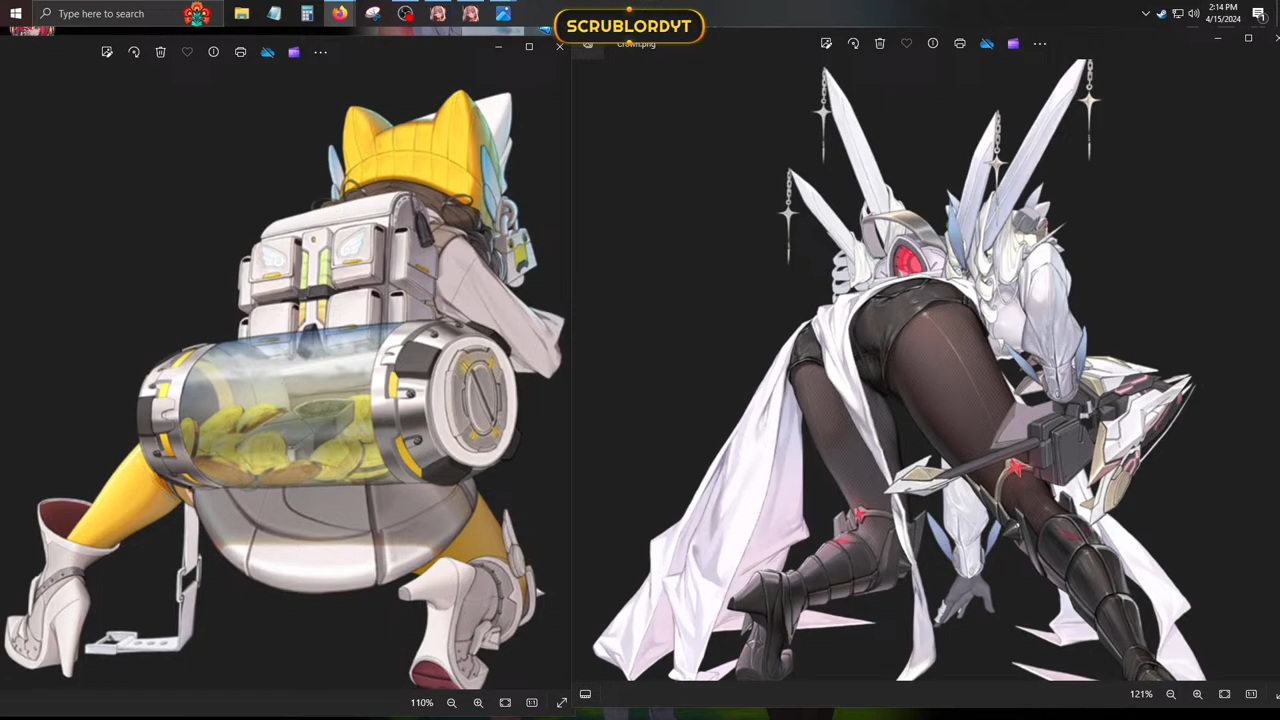 Type here to search
SCRUBLORDYT
2:14 PM
4/15/2024
Crown.png
110%
121%